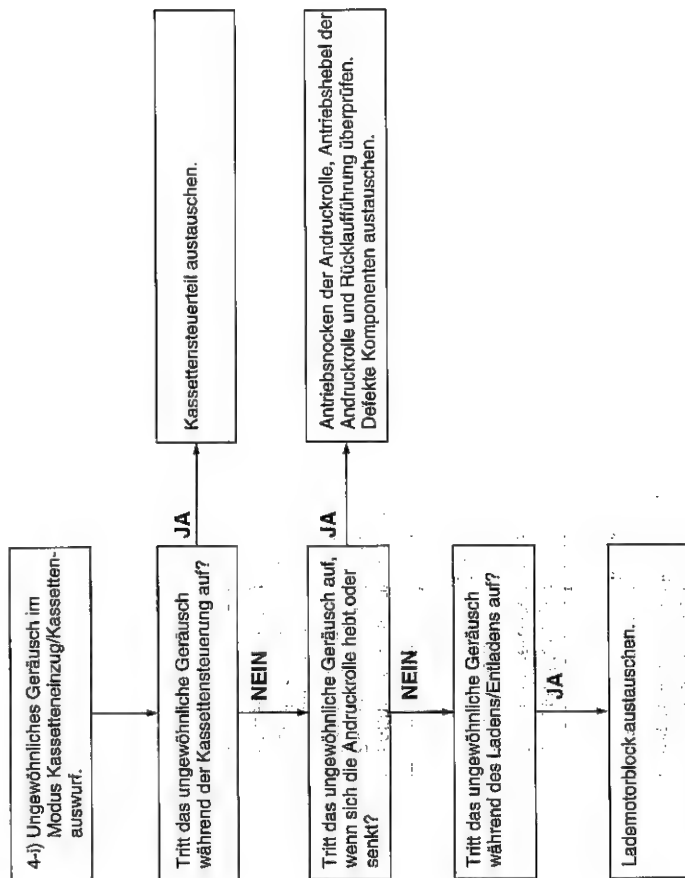 4-i) Ungewöhnliches Geräusch im
Modus Kassetteneinzug/Kassetten-
auswurf.
Tritt das ungewöhnliche Geräusch
während der Kassettensteuerung auf?
JA
Kassettensteuerteil austauschen.
NEIN
Tritt das ungewöhnliche Geräusch auf,
wenn sich die Andruckrolle hebt oder
senkt?
JA
Antriebsnocken der Andruckrolle, Antriebshebel der
Andruckrolle und Rücklaufführung überprüfen.
Defekte Komponenten austauschen.
NEIN
Tritt das ungewöhnliche Geräusch
während des Ladens/Entladens auf?
JA
Lademotorblock austauschen.